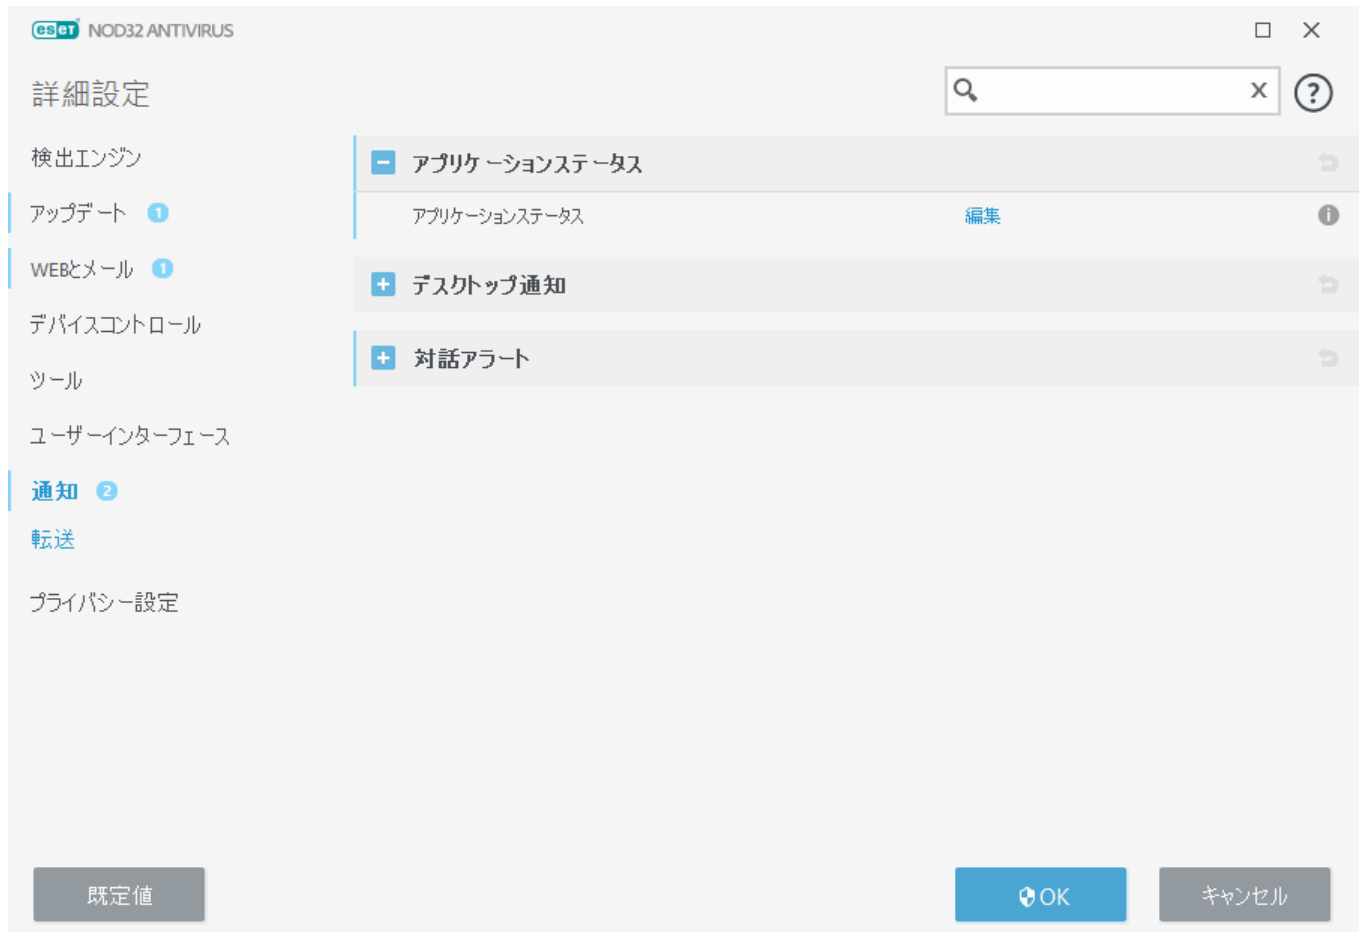 eset NOD32 ANTIVIRUS
詳細設定
x
?
検出エンジン
アップデート 1
WEBとメール 1
デバイスコントロール
ツール
ユーザーインターフェース
通知 2
転送
プライバシー設定
アプリケーションステータス
アプリケーションステータス 編集
デスクトップ通知
対話アラート
既定値
OK
キャンセル